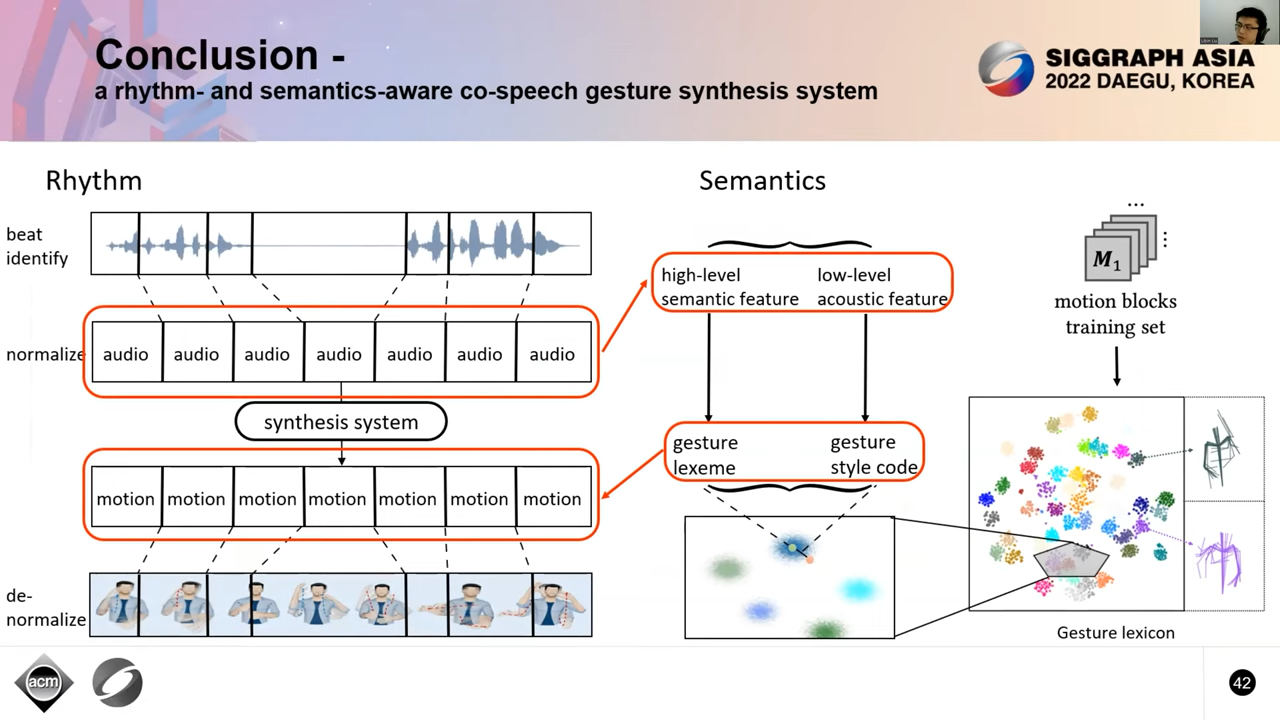 Conclusion -
a rhythm- and semantics-aware co-speech gesture synthesis system
SIGGRAPH ASIA
2022 DAEGU, KOREA
Rhythm
beat
identify
normalize
audio audio audio audio audio audio audio
synthesis system
motion motion motion motion motion motion motion
de-
normalize
Semantics
high-level
semantic feature
low-level
acoustic feature
gesture
lexeme
gesture
style code
...
M1
motion blocks
training set
Gesture lexicon
acm
42